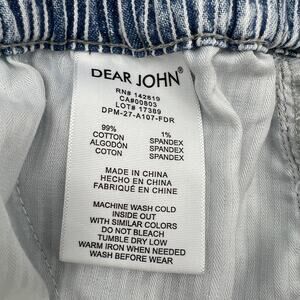 DEAR JOHN®
RN# 142619
CA#00803
LOT# 17389
DPM-27-A107-FDR
99% 1%
COTTON SPANDEX
ALGODÓN SPANDEX
COTON SPANDEX
MADE IN CHINA
HECHO EN CHINA
FABRIQUÉ EN CHINE
MACHINE WASH COLD
INSIDE OUT
WITH SIMILAR COLORS
DO NOT BLEACH
TUMBLE DRY LOW
WARM IRON WHEN NEEDED
WASH BEFORE WEAR